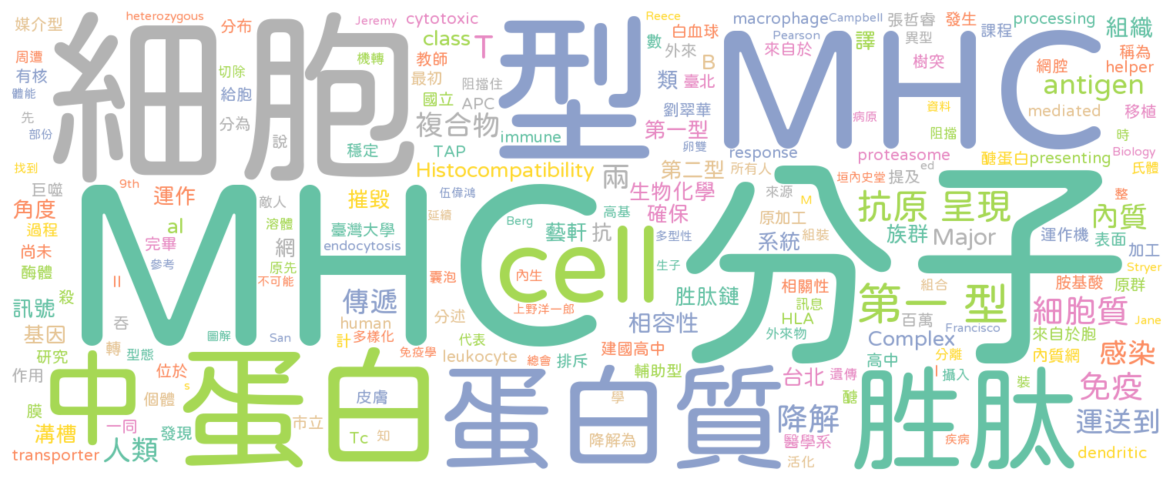 媒介型 heterozygous 分布 Jeremy cytotoxic Reece macrophage Campbell 張哲睿 發生 processing 組織
周遭 有核 體能 切除 給胞 機轉 教師 class T 白血球 數 外來 Pearson 來自於 譯 異型 課程 稱為 helper
細胞 型 MHC
先 部份 分為 說 阻擋住 最初 國立 APC 複合物 類 B 臺北 樹突 網腔 antigen
找到 穩定 TAP immune 劉翠華 第一型 卵雙 病原 資料 阻擋 mediated 移植 時
巨噬 9th 運作 敵人 摧毀 Histocompatibility 兩 第二型 response 所有人 proteasome 醣蛋白 presenting Biology 氏體
角度 過程 al 溶體 臺灣大學 延續 高基 生物化學 確保 來源 原加工 M 垣內史堂 提及 ed 整
MHC 分子
尚未 完畢 網 endocytosis Berg 藝軒 抗 多型性 系統 組裝 抗原 呈現 內質
酶體 參考 II 原先 不可能 囊泡 cell 內生 生子 族群 Major 運作機 表面 加工 Stryer
訊號 殺 吞 傳遞 上野洋一郎 胜肽鏈 相關性 訊息 組合 胺基酸 原群
基因 轉 圖解 San human 分述 相容性 HLA 外來物 百萬 第一 型 細胞質 Jane
研究 型態 計 多樣化 代表 Complex Francisco 來自於胞
作用 位於 免疫學 leukocyte 總會 排斥 建國高中 輔助型 台北 遺傳 高中 分離 I 內質網 感染
中 蛋白 蛋白質 胜肽
膜 個體 s 皮膚 學 醣 攝入 裝 免疫
溝槽 一同 發現 市立 降解 運送到
transporter 人類 Tc 知 降解為 醫學系 活化 疾病 dendritic